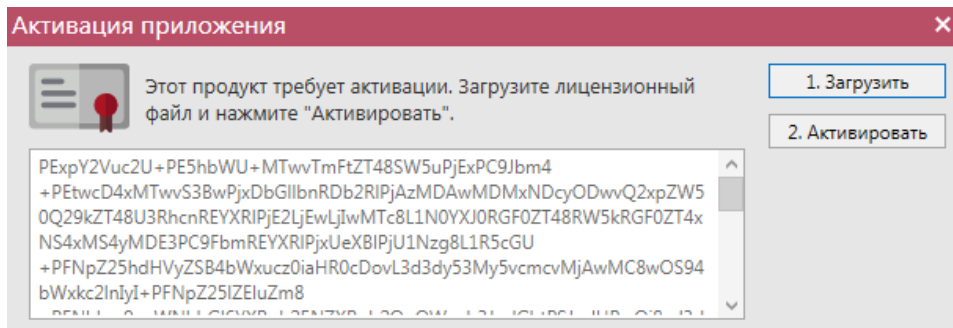 Активация приложения
Этот продукт требует активации. Загрузите лицензионный
файл и нажмите "Активировать".
1. Загрузить
2. Активировать
PExpY2Vuc2U+PE5hbWU+MTwvTmFtZT48SW5uPjExPC9Jbm4
+PEtwcD4xMTwvS3BwPjxDbGllbnRDb2RlPjAzMDAwMDMxNDcyODwvQ2xpZW5
0Q29kZT48U3RhcnREYXRlPjE2LjEwLjIwMTc8L1N0YXJ0RGF0ZT48RW5kRGF0ZT4x
NS4xMS4yMDE3PC9FbmREYXRlPjxUeXBlPjU1Nzg8L1R5cGU
+PFNpZ25hdHVyZSB4bWxucz0iaHR0cDovL3d3dy53My5vcmcvMjAwMC8wOS94
bWxkc2lnIyI+PFNpZ25lZEluZm8